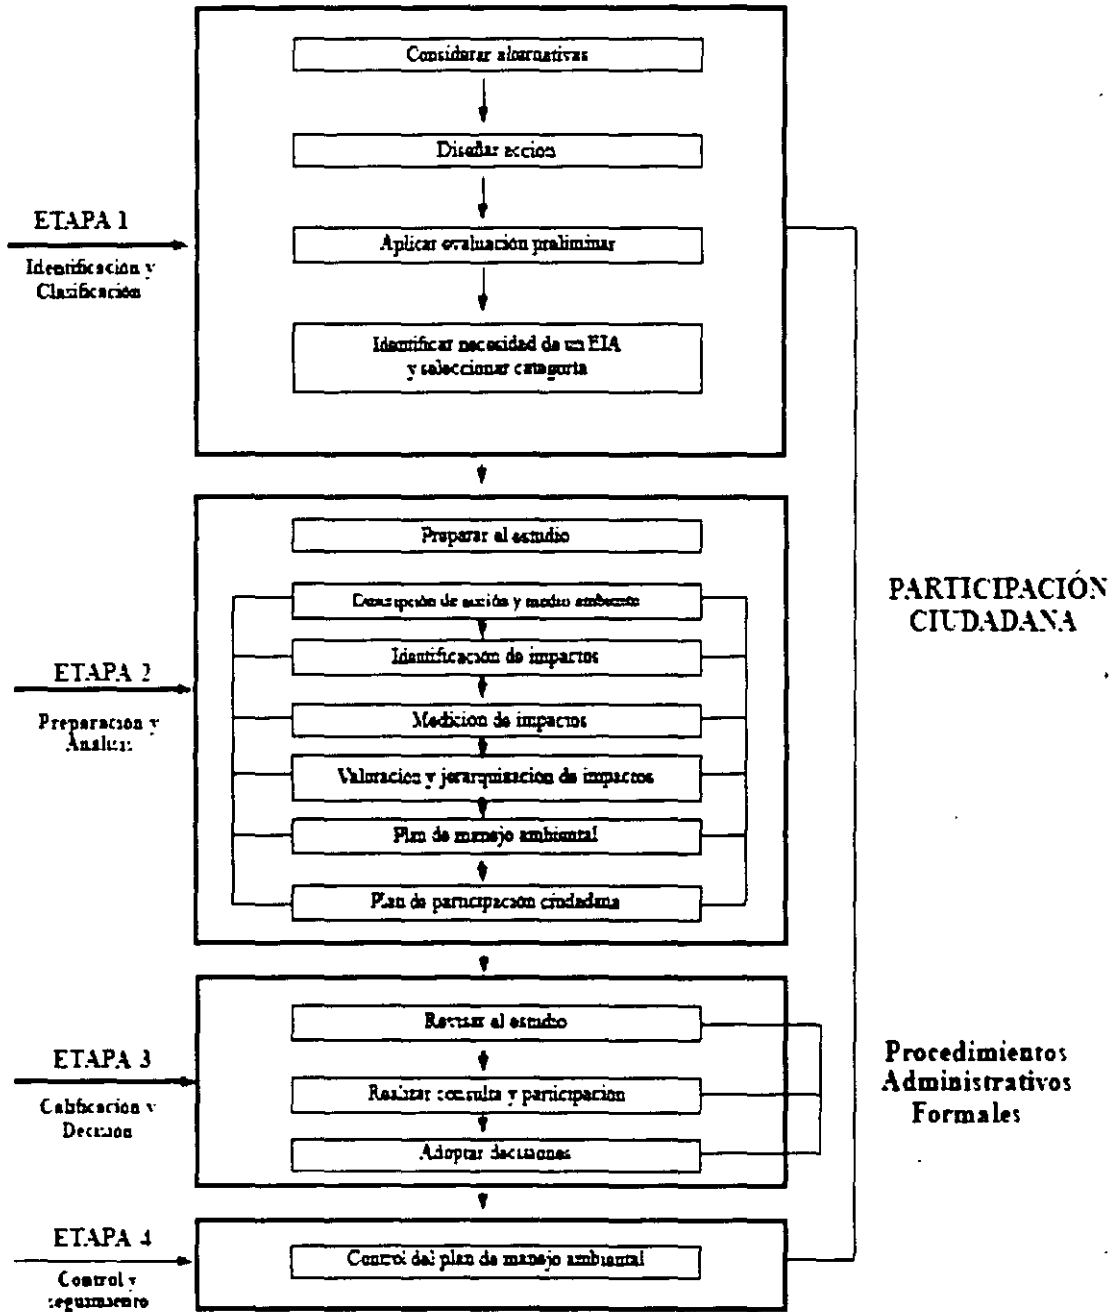 Considerar alternativas
Diseñar accion
ETAPA 1
Identificación y
Clasificación
Aplicar evaluación preliminar
Identificar necesidad de un EIA
y seleccionar categoría
Preparar el estudio
Descripción de acción y medio ambiente
Identificación de impactos
ETAPA 2
Preparación y
Análisis
Medición de impactos
Valoración y jerarquización de impactos
Plan de manejo ambiental
Plan de participación ciudadana
PARTICIPACIÓN
CIUDADANA
Revisar el estudio
ETAPA 3
Calificación y
Decisión
Realizar consulta y participación
Adoptar decisiones
Procedimientos
Administrativos
Formales
ETAPA 4
Control y
seguimiento
Control del plan de manejo ambiental